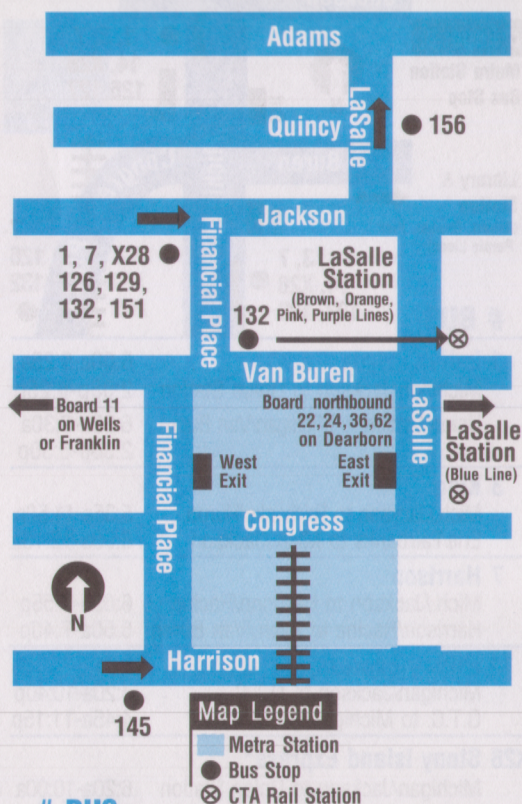 Adams
LaSalle
Quincy
156
Jackson
Financial Place
1, 7, X28
126,129,
132, 151
LaSalle
Station
(Brown, Orange,
Pink, Purple Lines)
132
Van Buren
Board 11
on Wells
or Franklin
Board northbound
22,24,36,62
on Dearborn
LaSalle
LaSalle
Station
(Blue Line)
Financial Place
West
Exit
East
Exit
Congress
N
Harrison
145
Map Legend
Metra Station
Bus Stop
CTA Rail Station
# BUS